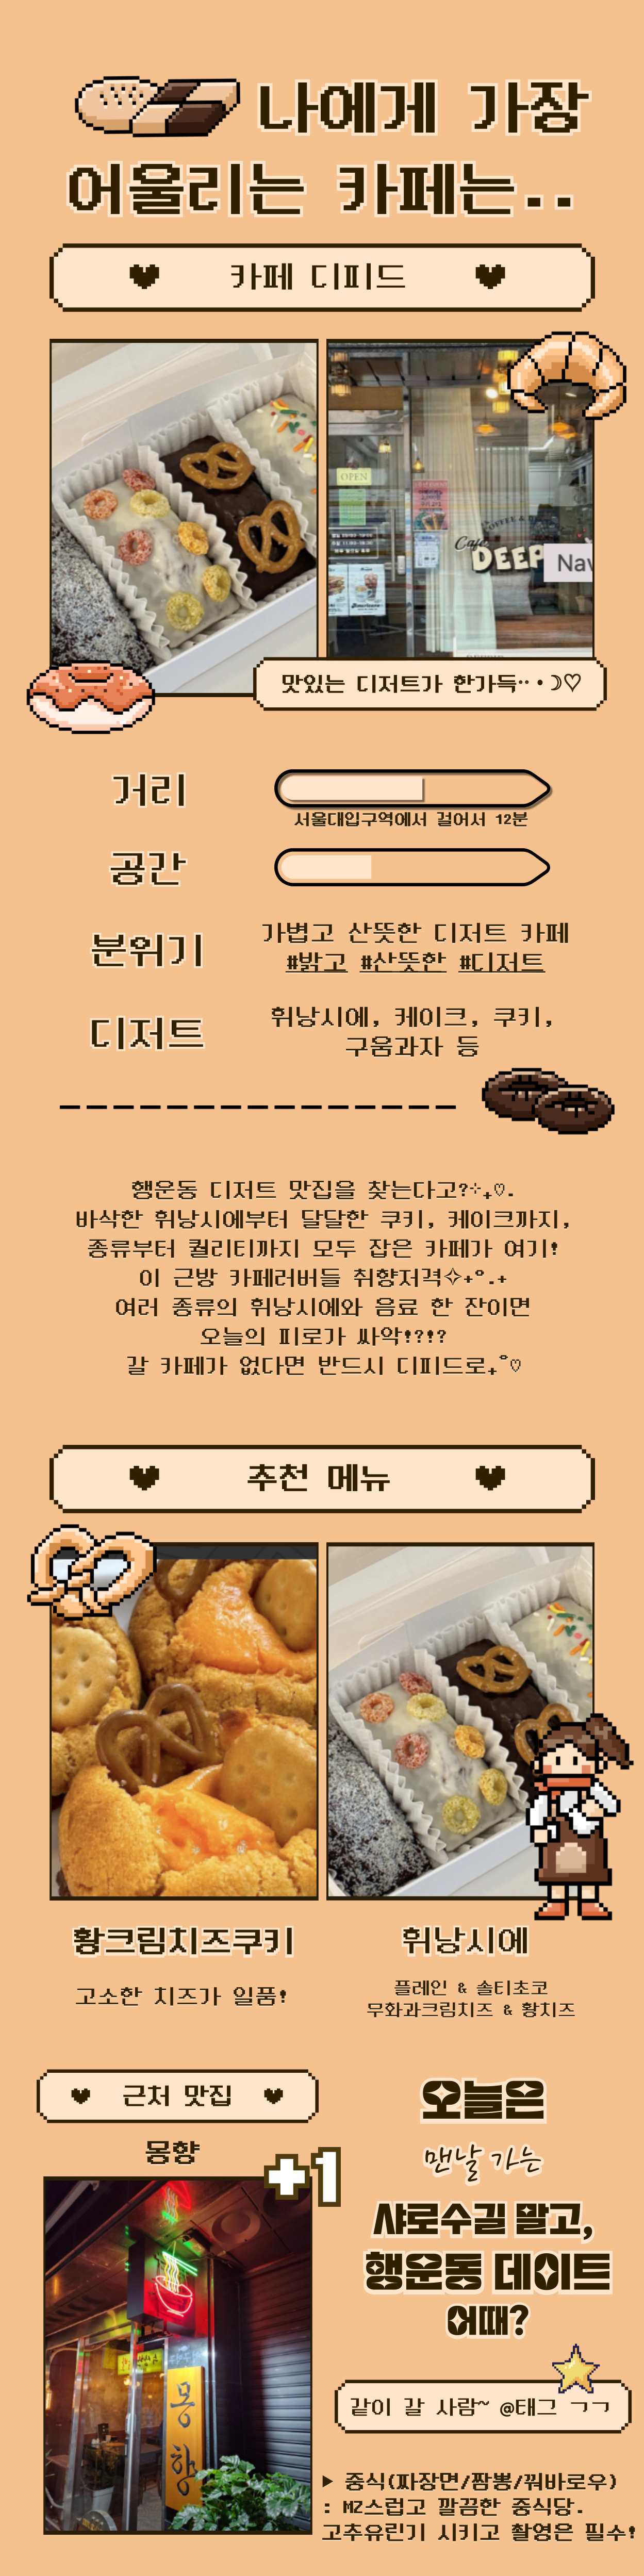 나에게 가장
어울리는 카페는..
카페 디피드
OPEN
COFFEE &
Cafe
DEEP
Nav
맛있는 디저트가 한가득··•☽♡
거리
서울대입구역에서 걸어서 12분
공간
분위기
가볍고 산뜻한 디저트 카페
#밝고 #산뜻한 #디저트
디저트
휘낭시에, 케이크, 쿠키,
구움과자 등
행운동 디저트 맛집을 찾는다고?⁺˖♡.
바삭한 휘낭시에부터 달달한 쿠키, 케이크까지,
종류부터 퀄리티까지 모두 잡은 카페가 여기!
이 근방 카페러버들 취향저격✧₊°.₊
여러 종류의 휘낭시에와 음료 한 잔이면
오늘의 피로가 싸악!?!?
갈 카페가 없다면 반드시 디피드로₊˚♡
추천 메뉴
황크림치즈쿠키
고소한 치즈가 일품!
휘낭시에
플레인 & 솔티초코
무화과크림치즈 & 황치즈
근처 맛집
몽향
+1
몽향
오늘은
맨날 가는
샤로수길 말고,
행운동 데이트
어때?
같이 갈 사람~ @태그 ㄱㄱ
▶ 중식(짜장면/짬뽕/꿔바로우)
: MZ스럽고 깔끔한 중식당.
고추유린기 시키고 촬영은 필수!